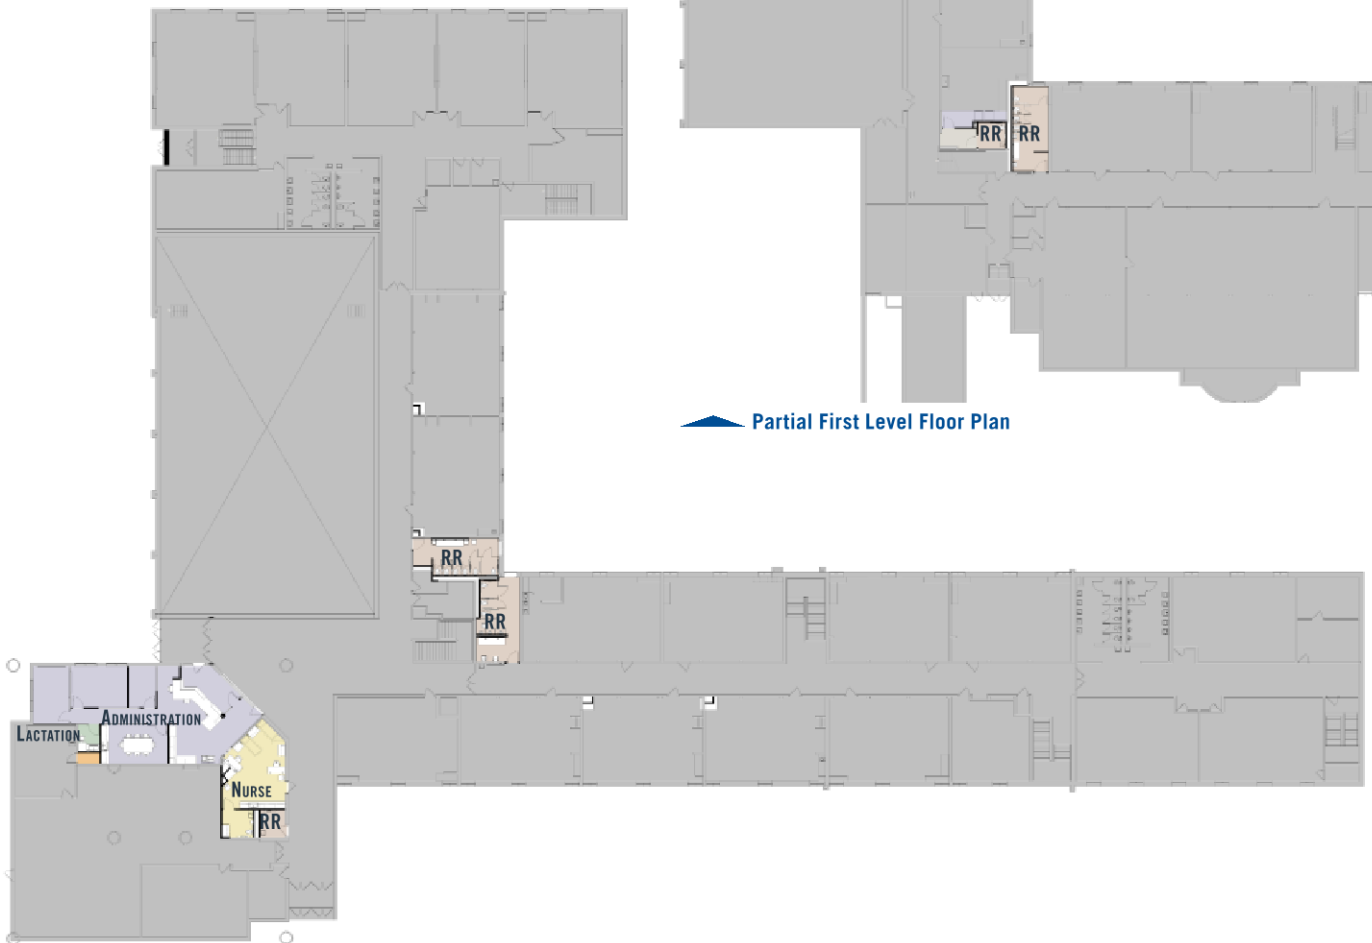 RR RR
Partial First Level Floor Plan
RR
RR
ADMINISTRATION
LACTATION
NURSE
RR